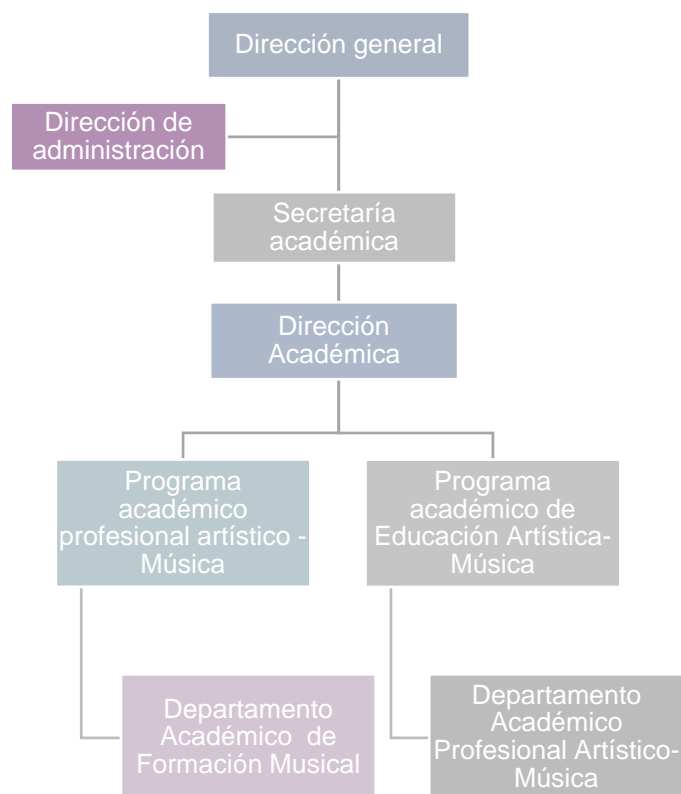 Dirección general
Dirección de
administración
Secretaría
académica
Dirección
Académica
Programa
académico
profesional artístico -
Música
Programa
académico de
Educación Artística-
Música
Departamento
Académico de
Formación Musical
Departamento
Académico
Profesional Artístico-
Música